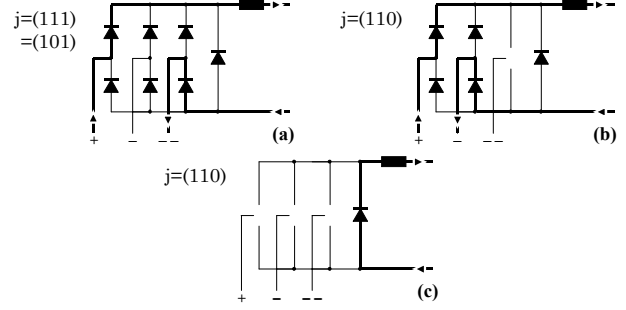 j=(111)
=(101)
+ − −−
(a)
j=(110)
+ − −−
(b)
j=(110)
+ − −−
(c)